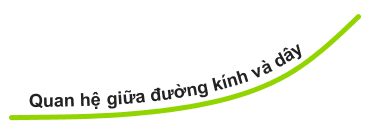 Quan hệ giữa đường kính và dây